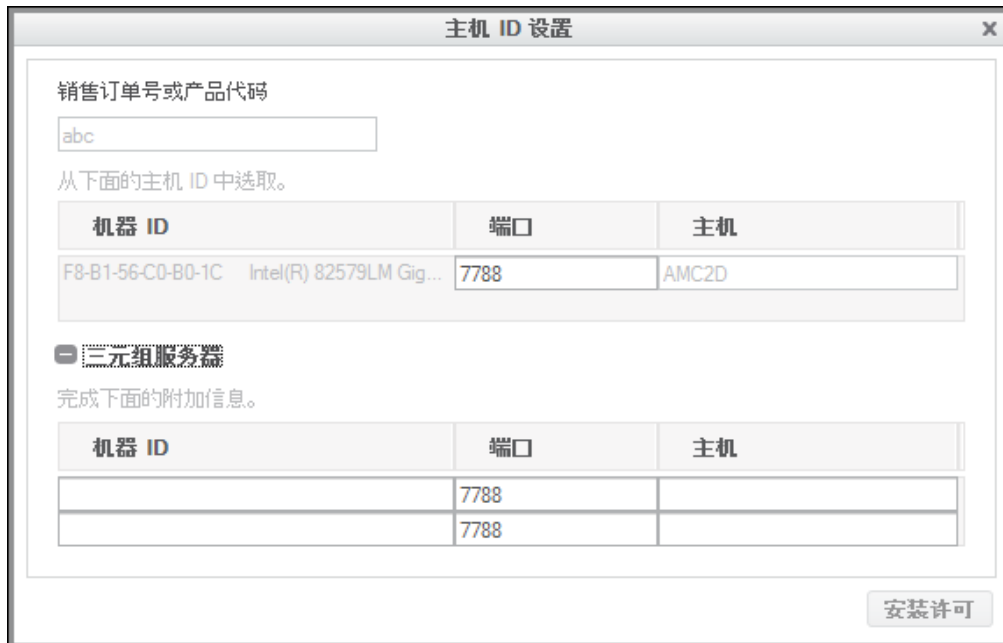 主机 ID 设置
x
销售订单号或产品代码
abc
从下面的主机 ID 中选取。
机器 ID 端口 主机
F8-B1-56-C0-B0-1C Intel(R) 82579LM Gig... 7788 AMC2D
三元组服务器
完成下面的附加信息。
机器 ID 端口 主机
7788
7788
安装许可